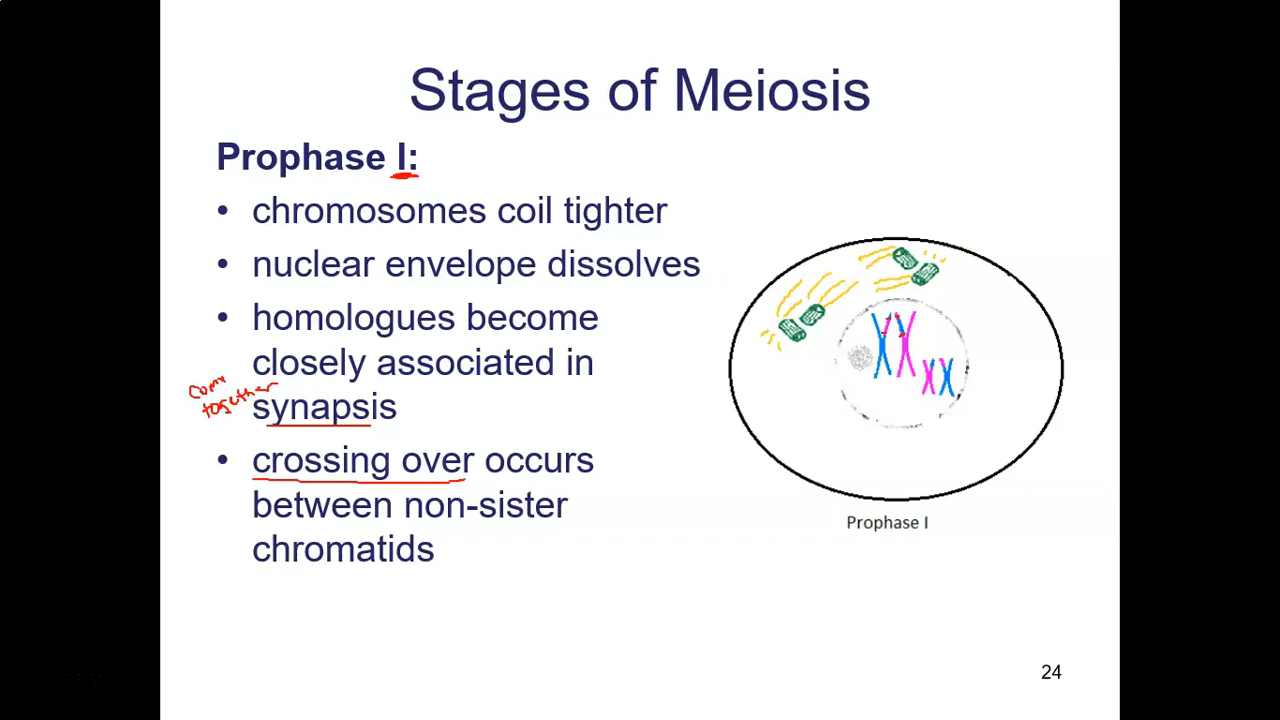 Stages of Meiosis
Prophase I:
• chromosomes coil tighter
• nuclear envelope dissolves
• homologues become
closely associated in
come
together
synapsis
• crossing over occurs
between non-sister
chromatids
Prophase I
24